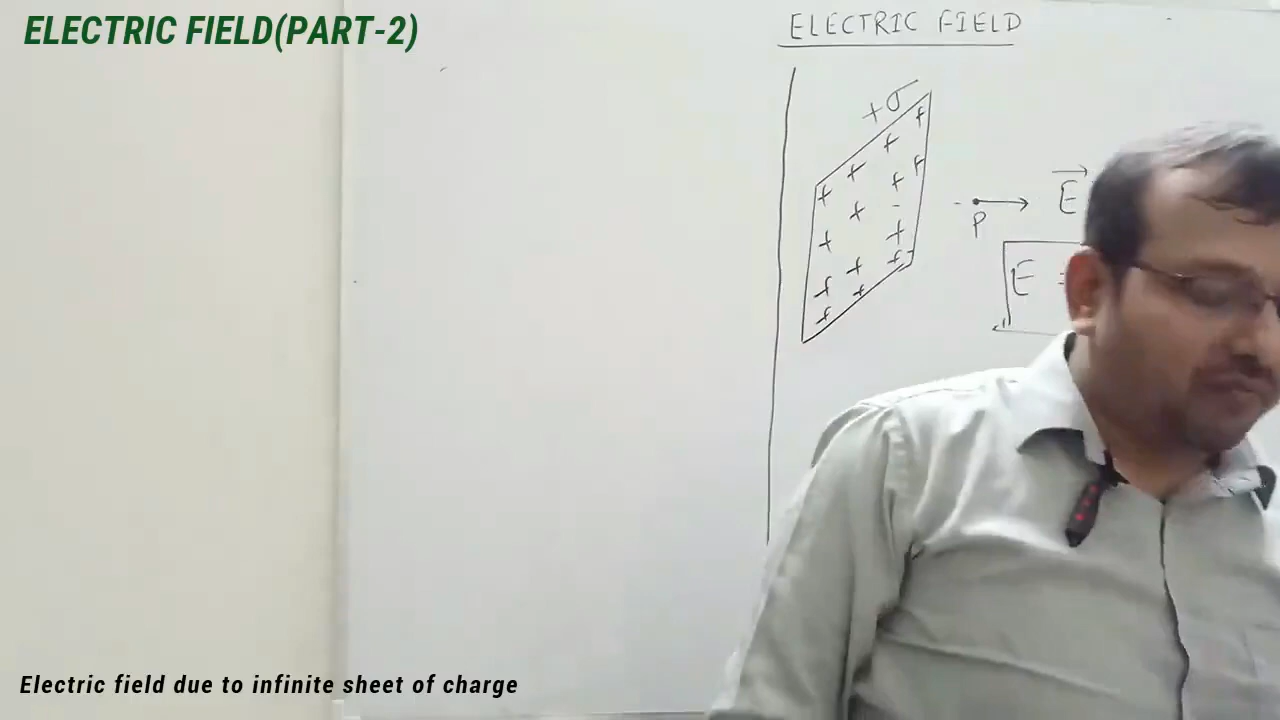 ELECTRIC FIELD(PART-2)
ELECTRIC FIELD
+σ
P
E
E
Electric field due to infinite sheet of charge